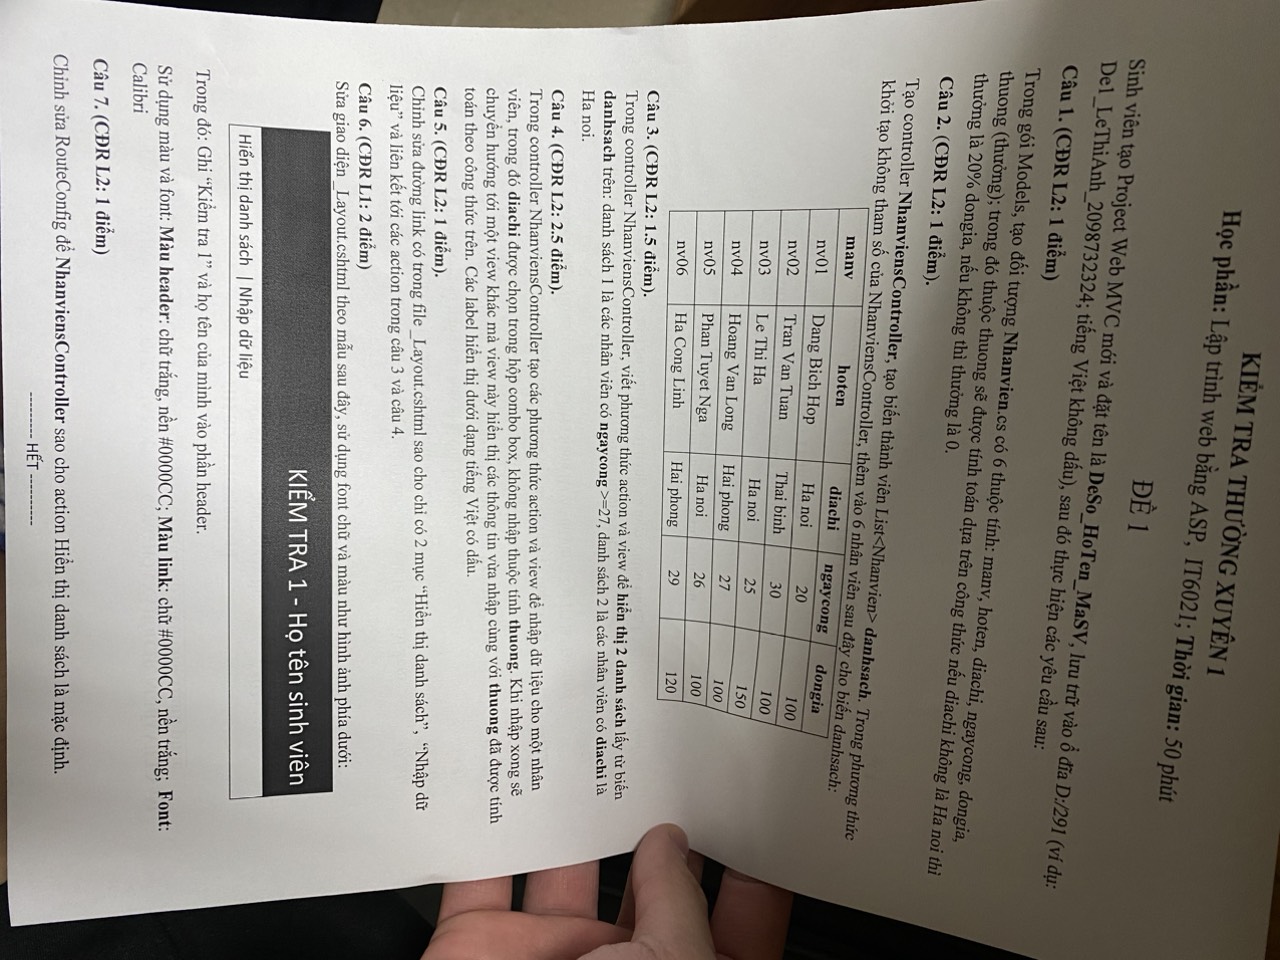 KIỂM TRA THƯỜNG XUYÊN 1
Học phần: Lập trình web bằng ASP, IT6021; Thời gian: 50 phút
ĐỀ 1
Sinh viên tạo Project Web MVC mới và đặt tên là DeSo_HoTen_MaSV, lưu trữ vào ổ đĩa D:/291 (ví dụ:
De1_LeThiAnh_2098732324; tiếng Việt không dấu), sau đó thực hiện các yêu cầu sau:
Câu 1. (CĐR L2: 1 điểm)
Trong gói Models, tạo đối tượng Nhanvien.cs có 6 thuộc tính: manv, hoten, diachi, ngaycong, dongia,
thuong (thưởng); trong đó thuộc thuong sẽ được tính toán dựa trên công thức nếu diachi không là Ha noi thì
thưởng là 20% dongia, nếu không thì thưởng là 0.
Câu 2. (CĐR L2: 1 điểm).
Tạo controller NhanviensController, tạo biến thành viên List<Nhanvien> danhsach. Trong phương thức
khởi tạo không tham số của NhanviensController, thêm vào 6 nhân viên sau đây cho biến danhsach:
manv hoten diachi ngaycong dongia
nv01 Dang Bich Hop Ha noi 20 100
nv02 Tran Van Tuan Thai binh 30 100
nv03 Le Thi Ha Ha noi 25 150
nv04 Hoang Van Long Hai phong 27 100
nv05 Phan Tuyet Nga Ha noi 26 100
nv06 Ha Cong Linh Hai phong 29 120
Câu 3. (CĐR L2: 1.5 điểm).
Trong controller NhanviensController, viết phương thức action và view để hiển thị 2 danh sách lấy từ biến
danhsach trên: danh sách 1 là các nhân viên có ngaycong >=27, danh sách 2 là các nhân viên có diachi là
Ha noi.
Câu 4. (CĐR L2: 2.5 điểm).
Trong controller NhanviensController tạo các phương thức action và view để nhập dữ liệu cho một nhân
viên, trong đó diachi được chọn trong hộp combo box, không nhập thuộc tính thuong. Khi nhập xong sẽ
chuyển hướng tới một view khác mà view này hiển thị các thông tin vừa nhập cùng với thuong đã được tính
toán theo công thức trên. Các label hiển thị dưới dạng tiếng Việt có dấu.
Câu 5. (CĐR L2: 1 điểm).
Chỉnh sửa đường link có trong file _Layout.cshtml sao cho chỉ có 2 mục “Hiển thị danh sách”, “Nhập dữ
liệu” và liên kết tới các action trong câu 3 và câu 4.
Câu 6. (CĐR L1: 2 điểm)
Sửa giao diện _Layout.cshtml theo mẫu sau đây, sử dụng font chữ và màu như hình ảnh phía dưới:
KIỂM TRA 1 - Họ tên sinh viên
Hiển thị danh sách | Nhập dữ liệu
Trong đó: Ghi “Kiểm tra 1” và họ tên của mình vào phần header.
Sử dụng màu và font: Màu header: chữ trắng, nền #0000CC; Màu link: chữ #0000CC, nền trắng; Font:
Calibri
Câu 7. (CĐR L2: 1 điểm)
Chỉnh sửa RouteConfig để NhanviensController sao cho action Hiển thị danh sách là mặc định.
--------- HẾT ----------